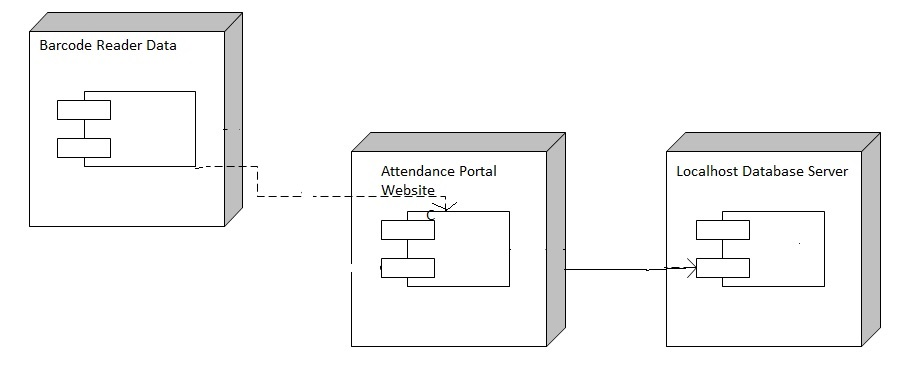 Barcode Reader Data
Attendance Portal
Website
C
Localhost Database Server